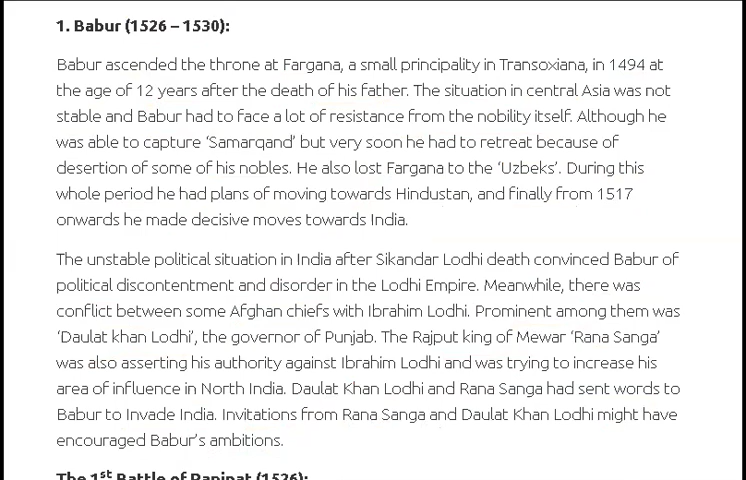 1. Babur (1526 – 1530):
Babur ascended the throne at Fargana, a small principality in Transoxiana, in 1494 at
the age of 12 years after the death of his father. The situation in central Asia was not
stable and Babur had to face a lot of resistance from the nobility itself. Although he
was able to capture ‘Samarqand’ but very soon he had to retreat because of
desertion of some of his nobles. He also lost Fargana to the ‘Uzbeks’. During this
whole period he had plans of moving towards Hindustan, and finally from 1517
onwards he made decisive moves towards India.
The unstable political situation in India after Sikandar Lodhi death convinced Babur of
political discontentment and disorder in the Lodhi Empire. Meanwhile, there was
conflict between some Afghan chiefs with Ibrahim Lodhi. Prominent among them was
‘Daulat khan Lodhi’, the governor of Punjab. The Rajput king of Mewar ‘Rana Sanga’
was also asserting his authority against Ibrahim Lodhi and was trying to increase his
area of influence in North India. Daulat Khan Lodhi and Rana Sanga had sent words to
Babur to Invade India. Invitations from Rana Sanga and Daulat Khan Lodhi might have
encouraged Babur’s ambitions.
The 1st Battle of Panipat (1526):